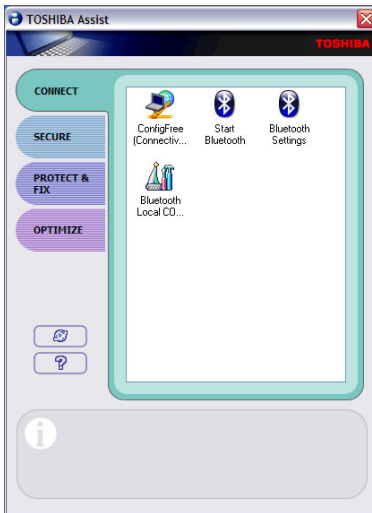 TOSHIBA Assist
TOSHIBA
CONNECT
SECURE
PROTECT &
FIX
OPTIMIZE
ConfigFree
(Connectiv...
Start
Bluetooth
Bluetooth
Settings
Bluetooth
Local CO...
?
i